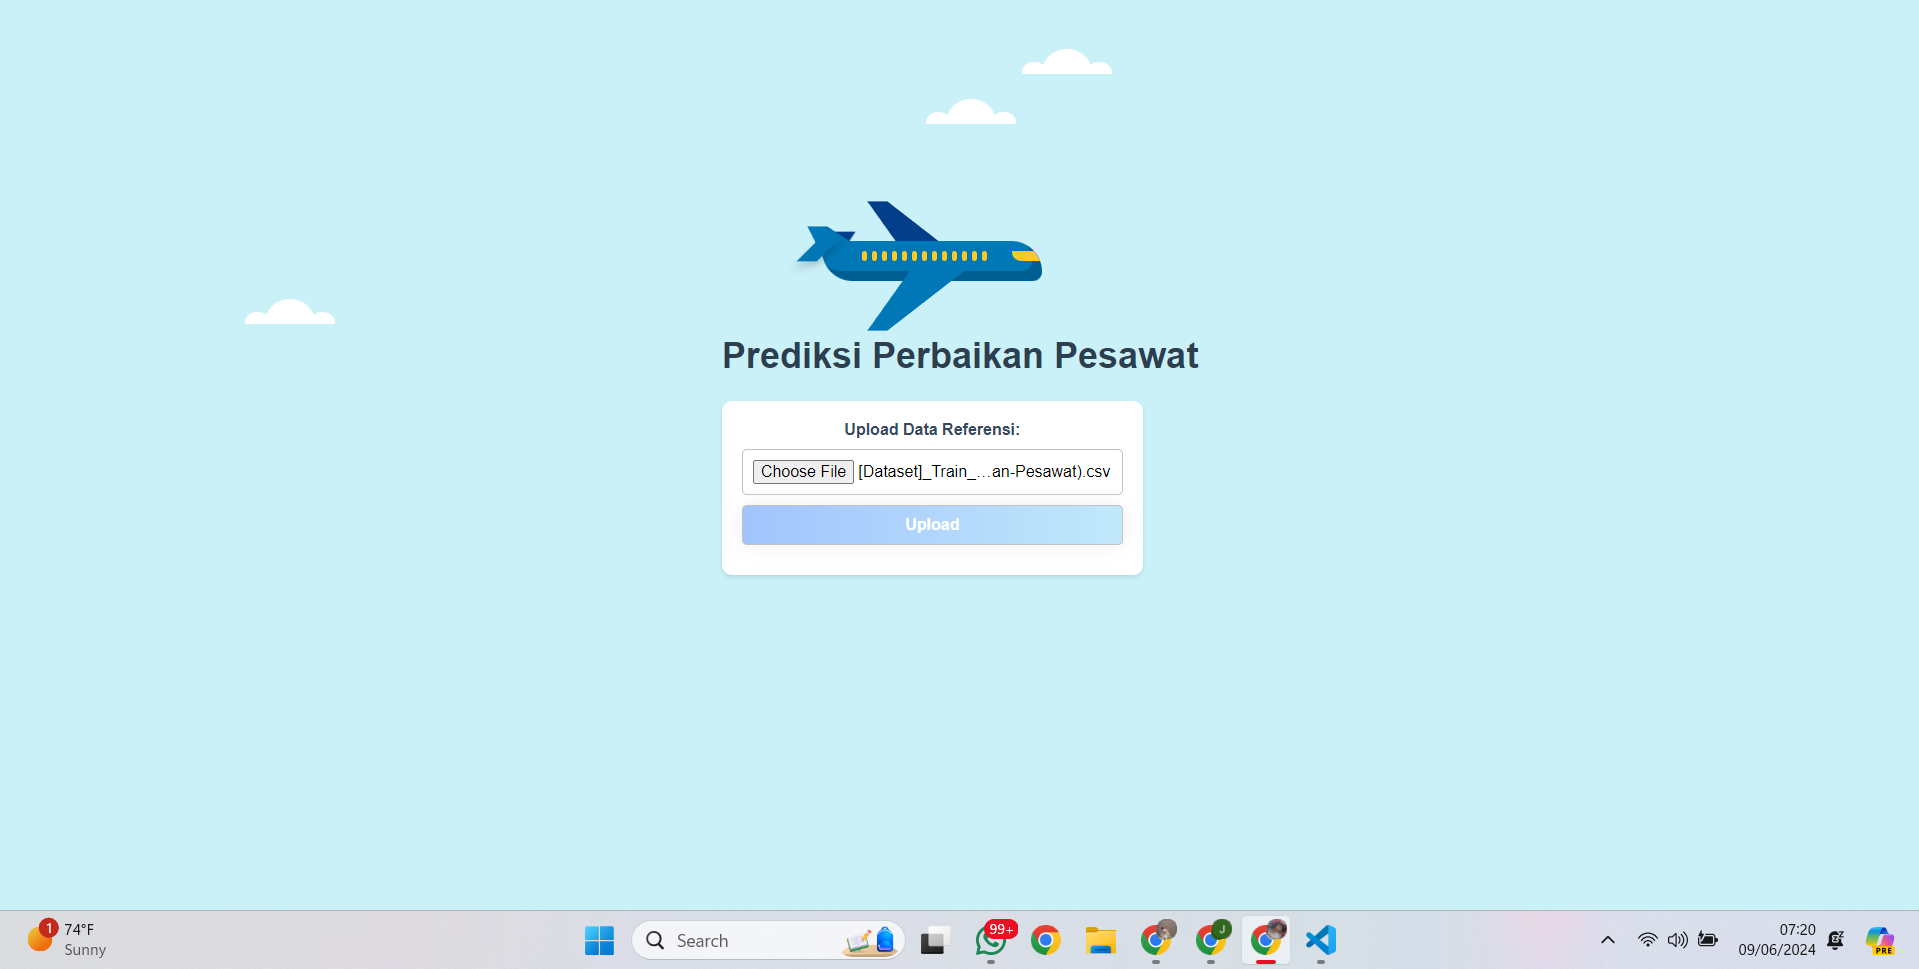 Prediksi Perbaikan Pesawat
Upload Data Referensi:
Choose File [Dataset]_Train_...an-Pesawat).csv
Upload
1
74°F
Sunny
Search
99+
J
07:20
09/06/2024
PRE